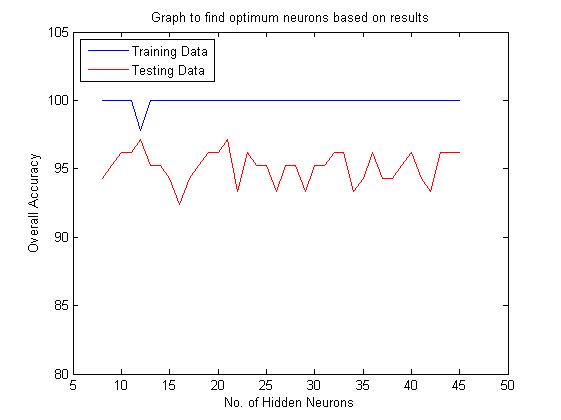 Graph to find optimum neurons based on results
105
Training Data
Testing Data
100
95
90
85
80
Overall Accuracy
5 10 15 20 25 30 35 40 45 50
No. of Hidden Neurons